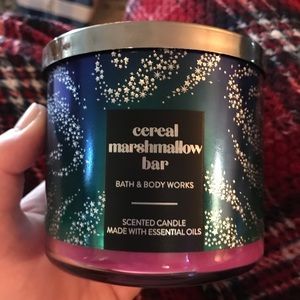 cereal
marshmallow
bar
BATH & BODY WORKS
SCENTED CANDLE
MADE WITH ESSENTIAL OILS